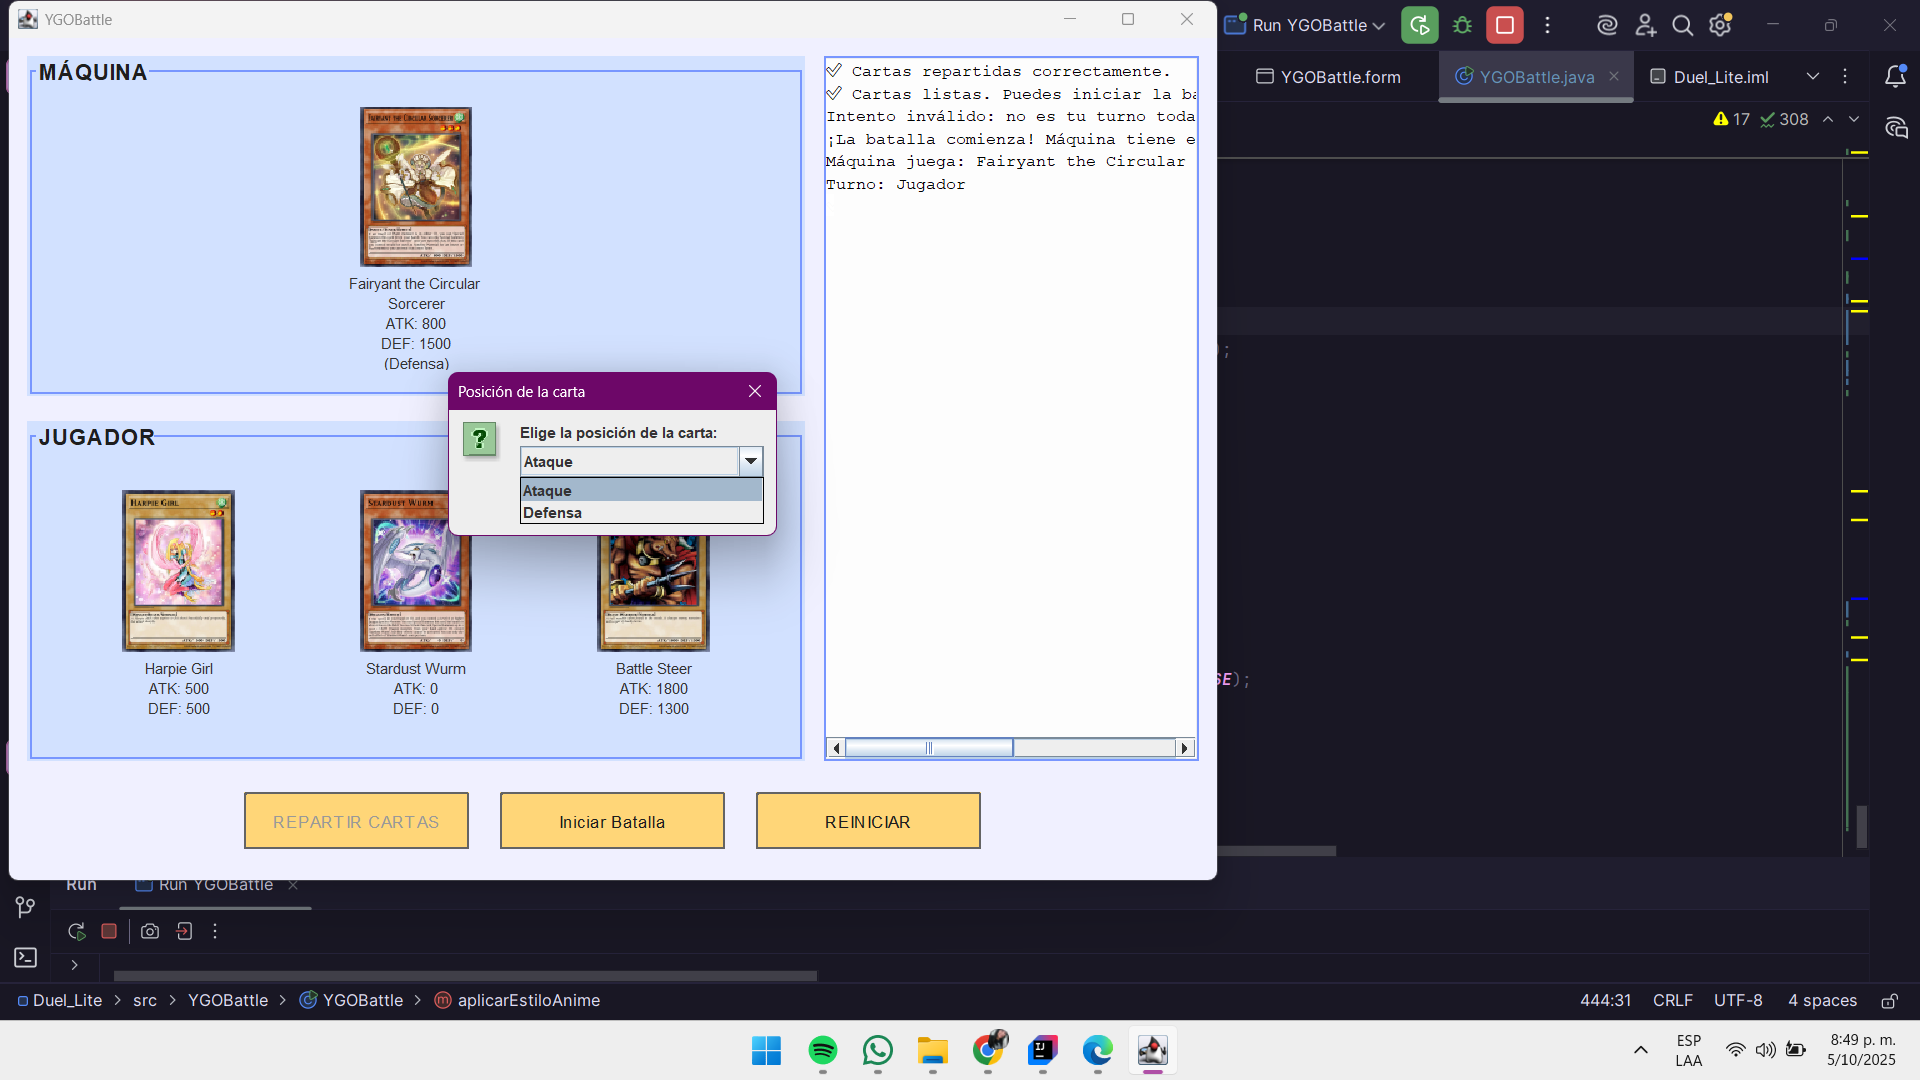 YGOBattle
MÁQUINA
Fairyant the Circular
Sorcerer
ATK: 800
DEF: 1500
(Defensa)
JUGADOR
HARPIE GIRL
STARDUST WURM
Harpie Girl
ATK: 500
DEF: 500
Stardust Wurm
ATK: 0
DEF: 0
Battle Steer
ATK: 1800
DEF: 1300
Posición de la carta
Elige la posición de la carta:
Ataque
Ataque
Defensa
✓ Cartas repartidas correctamente.
✓ Cartas listas. Puedes iniciar la ba
Intento inválido: no es tu turno toda
¡La batalla comienza! Máquina tiene e
Máquina juega: Fairyant the Circular
Turno: Jugador
REPARTIR CARTAS
Iniciar Batalla
REINICIAR
Run YGOBattle
YGOBattle.form
YGOBattle.java
Duel_Lite.iml
17
308
);
SE);
Run
Run YGOBattle
Duel_Lite > src > YGOBattle > YGOBattle > aplicarEstiloAnime
444:31 CRLF UTF-8 4 spaces
ESP
LAA
8:49 p. m.
5/10/2025